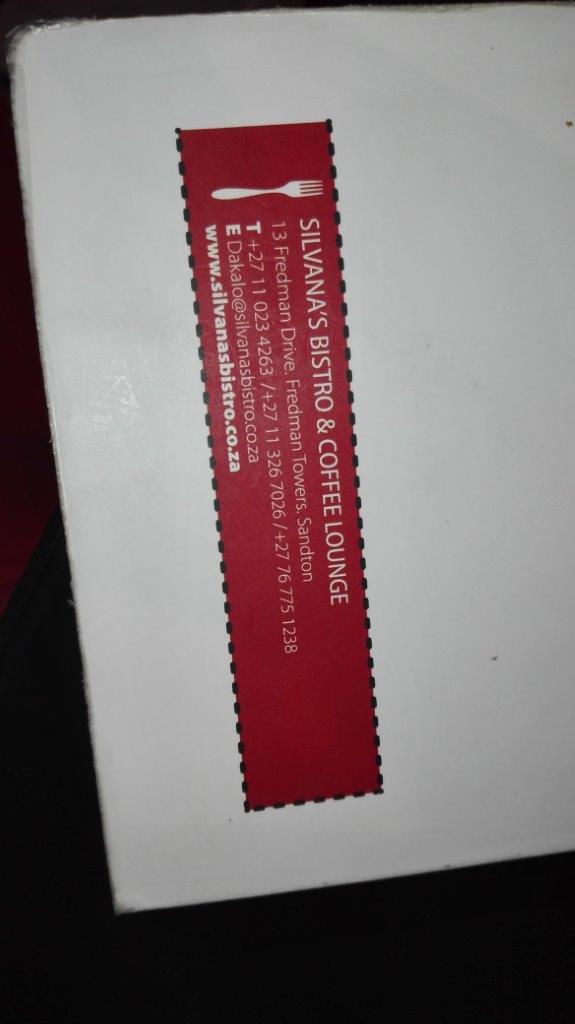 SILVANA'S BISTRO & COFFEE LOUNGE
13 Fredman Drive. Fredman Towers. Sandton
T +27 11 023 4263 /+27 11 326 7026 /+27 76 775 1238
E Dakalo@silvanasbistro.co.za
www.silvanasbistro.co.za